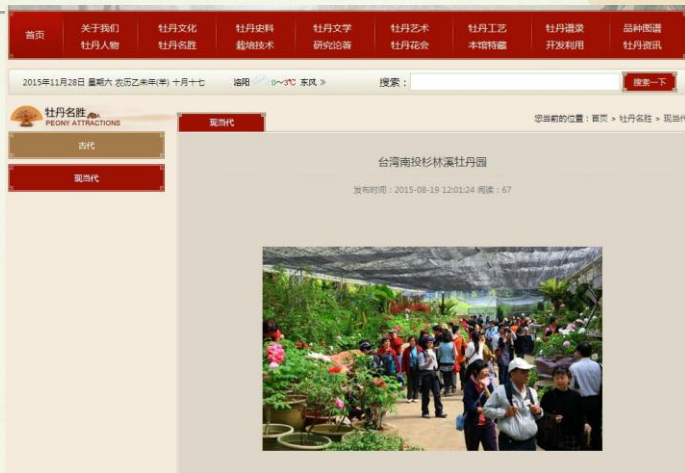 首页 关于我们 牡丹文化 牡丹史料 牡丹文学 牡丹艺术 牡丹工艺 牡丹谱录 品种图谱
牡丹人物 牡丹名胜 栽培技术 研究论著 牡丹花会 本馆特藏 开发利用 牡丹资讯
2015年11月28日 星期六 农历乙未年(羊) 十月十七 洛阳 0~3℃ 东风 搜索： 搜索一下
牡丹名胜
PEONY ATTRACTIONS
古代
现当代
现当代
您当前的位置：首页 » 牡丹名胜 » 现当代
台湾南投杉林溪牡丹园
发布时间：2015-08-19 12:01:24 阅读：67